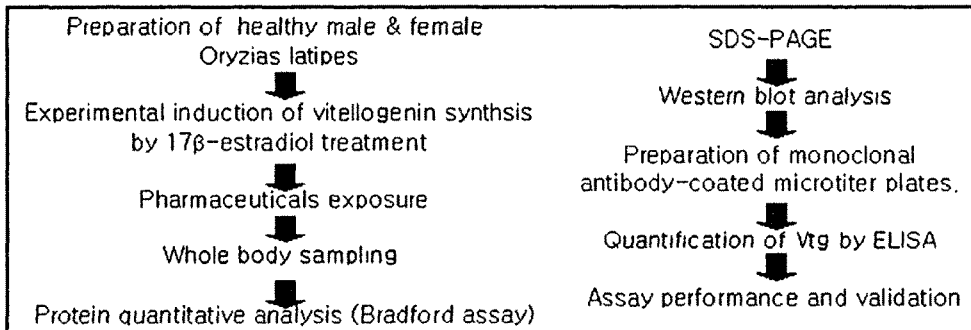 Preparation of healthy male & female
Oryzias latipes
Experimental induction of vitellogenin synthsis
by 17β-estradiol treatment
Pharmaceuticals exposure
Whole body sampling
Protein quantitative analysis (Bradford assay)
SDS-PAGE
Western blot analysis
Preparation of monoclonal
antibody-coated microtiter plates.
Quantification of Vtg by ELISA
Assay performance and validation